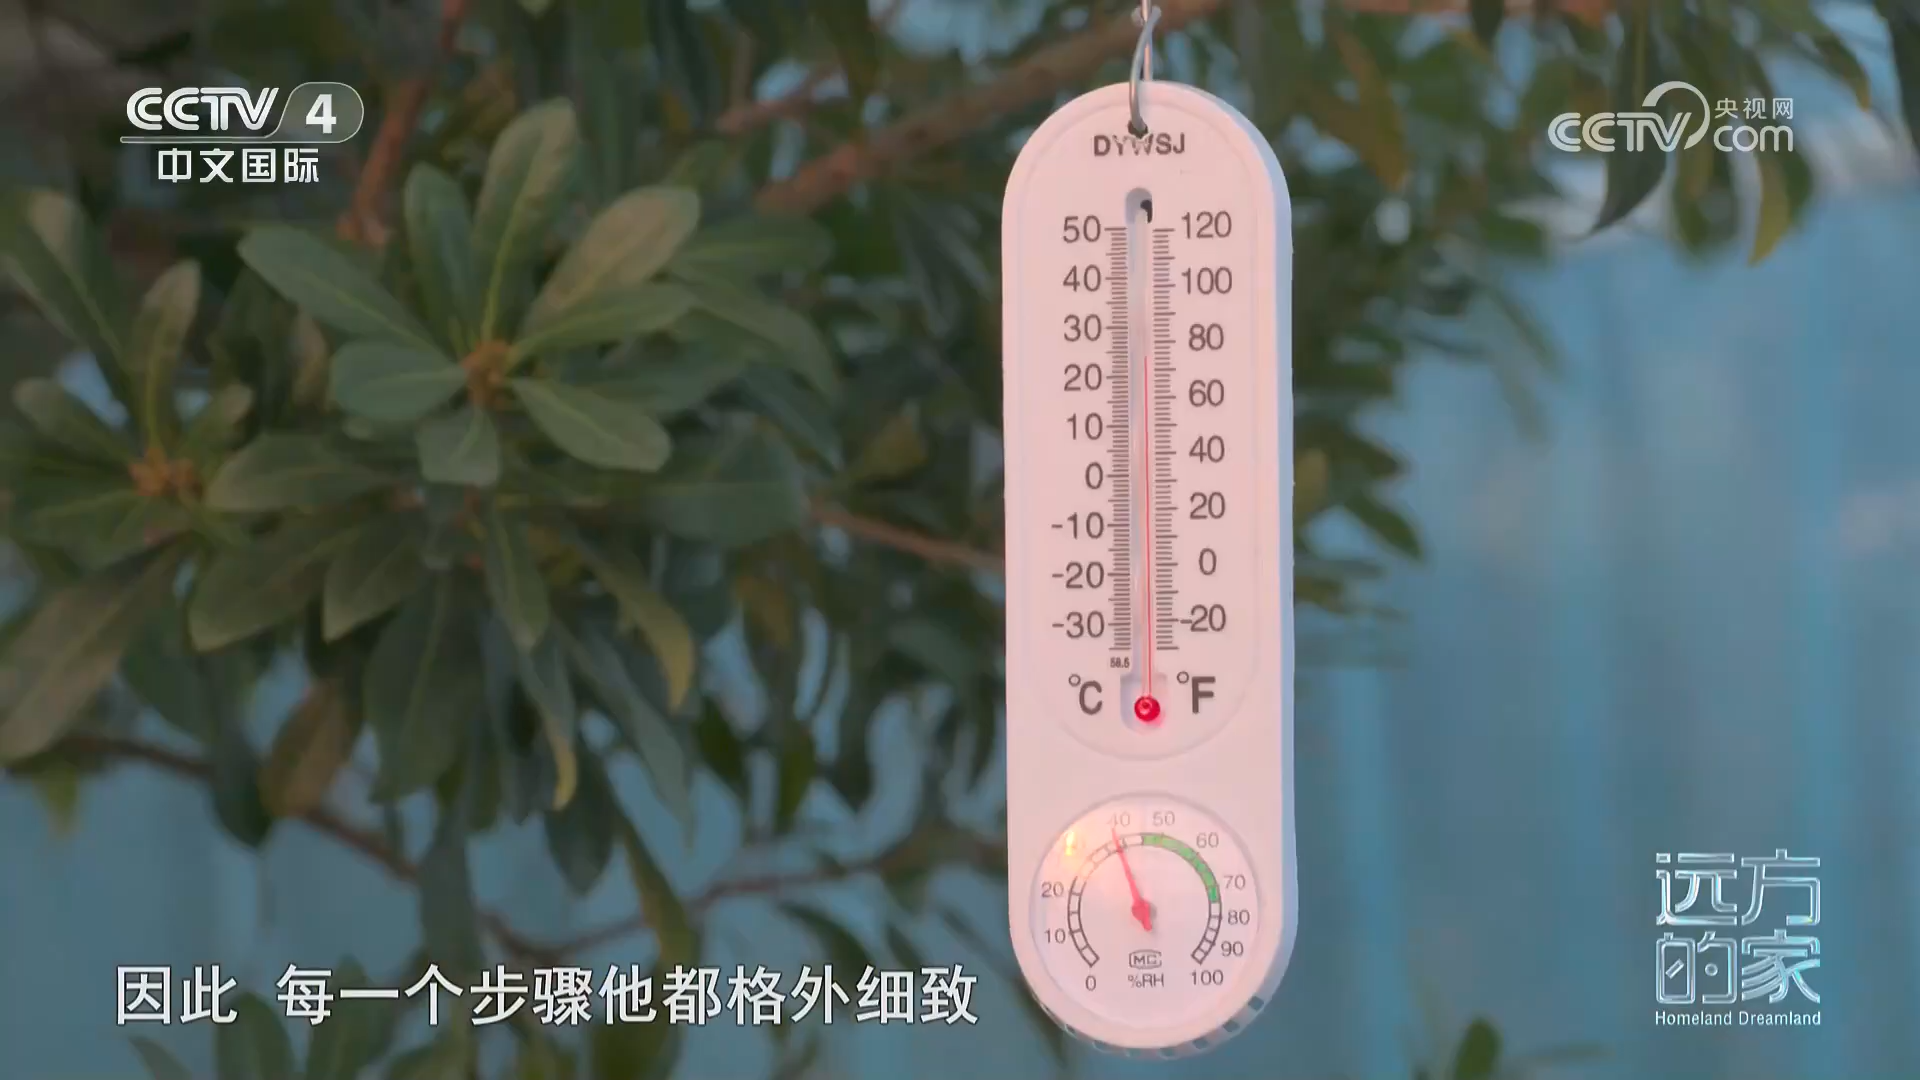 CCTV 4
中文国际
央视网
CCTV.com
DYWSJ
50 120
40 100
30 80
20 60
10 40
0 20
-10 0
-20 -20
-30
58.5
°C °F
40 50
60
20 70
80
10 90
MC
0 %RH 100
因此 每一个步骤他都格外细致
远方
的家
Homeland Dreamland